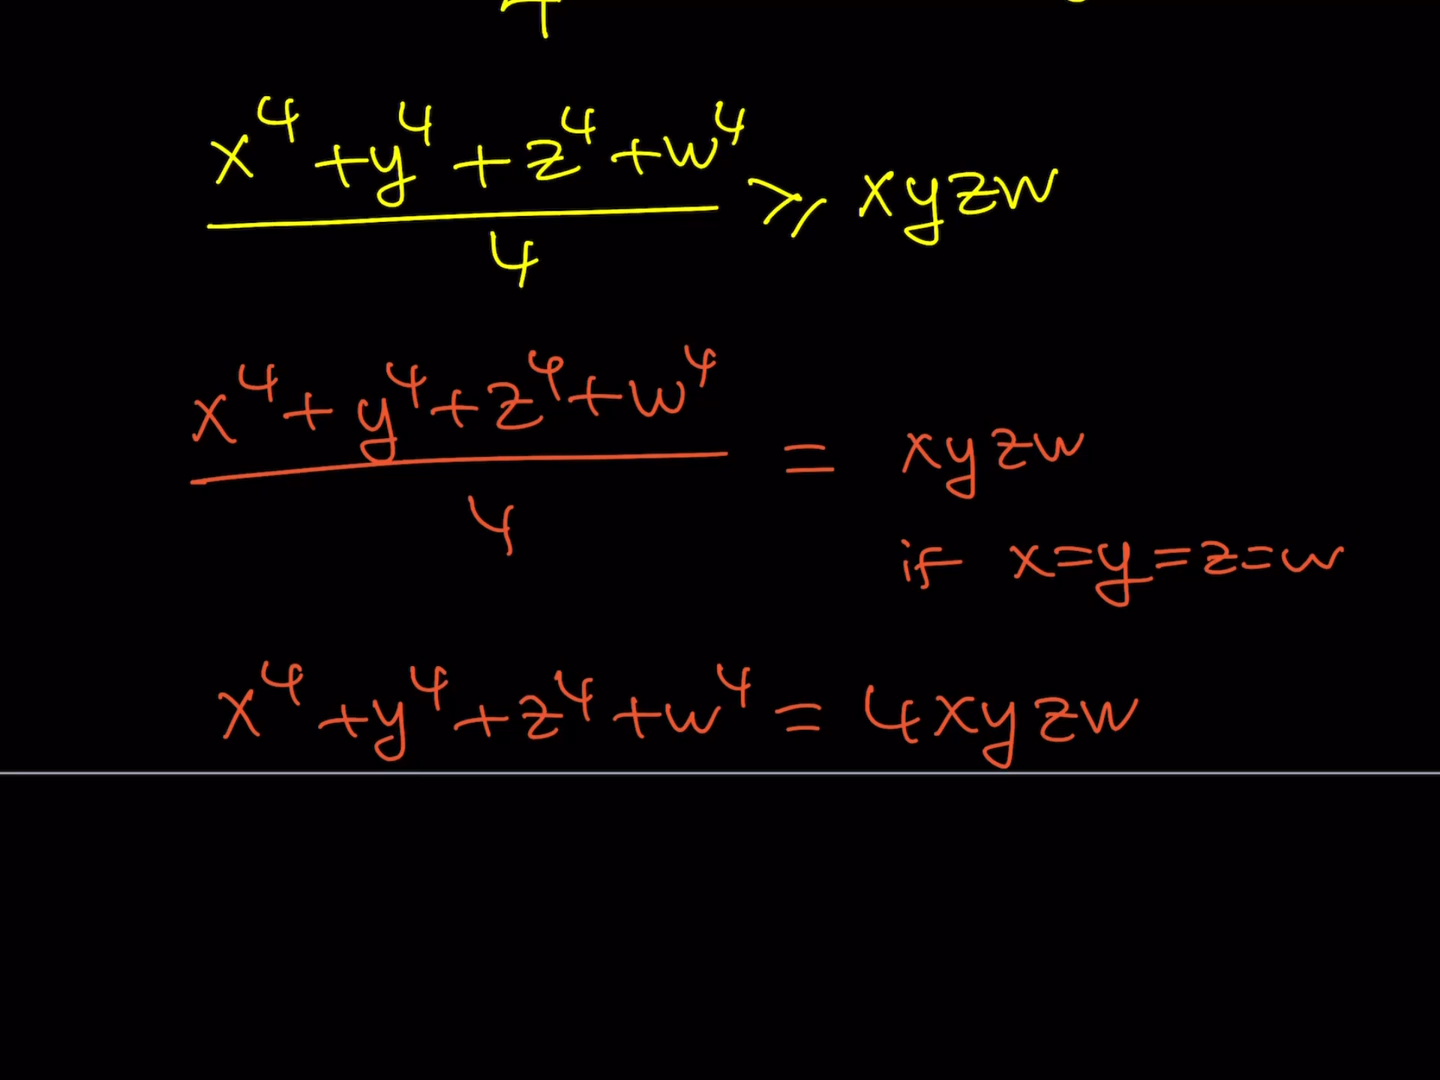 x⁴ + y⁴ + z⁴ + w⁴ / 4 ⩾ xyzw
x⁴ + y⁴ + z⁴ + w⁴ / 4 = xyzw
if x = y = z = w
x⁴ + y⁴ + z⁴ + w⁴ = 4xyzw